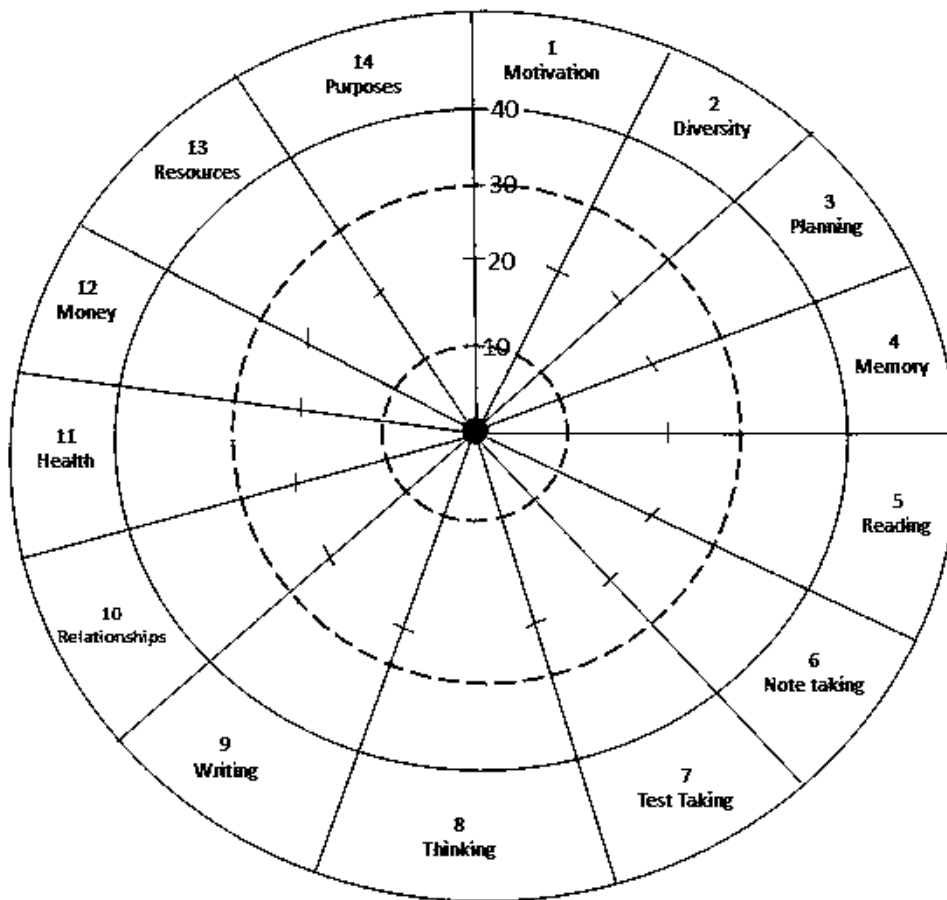 1
Motivation
2
Diversity
3
Planning
4
Memory
5
Reading
6
Note taking
7
Test Taking
8
Thinking
9
Writing
10
Relationships
11
Health
12
Money
13
Resources
14
Purposes
40
30
20
10